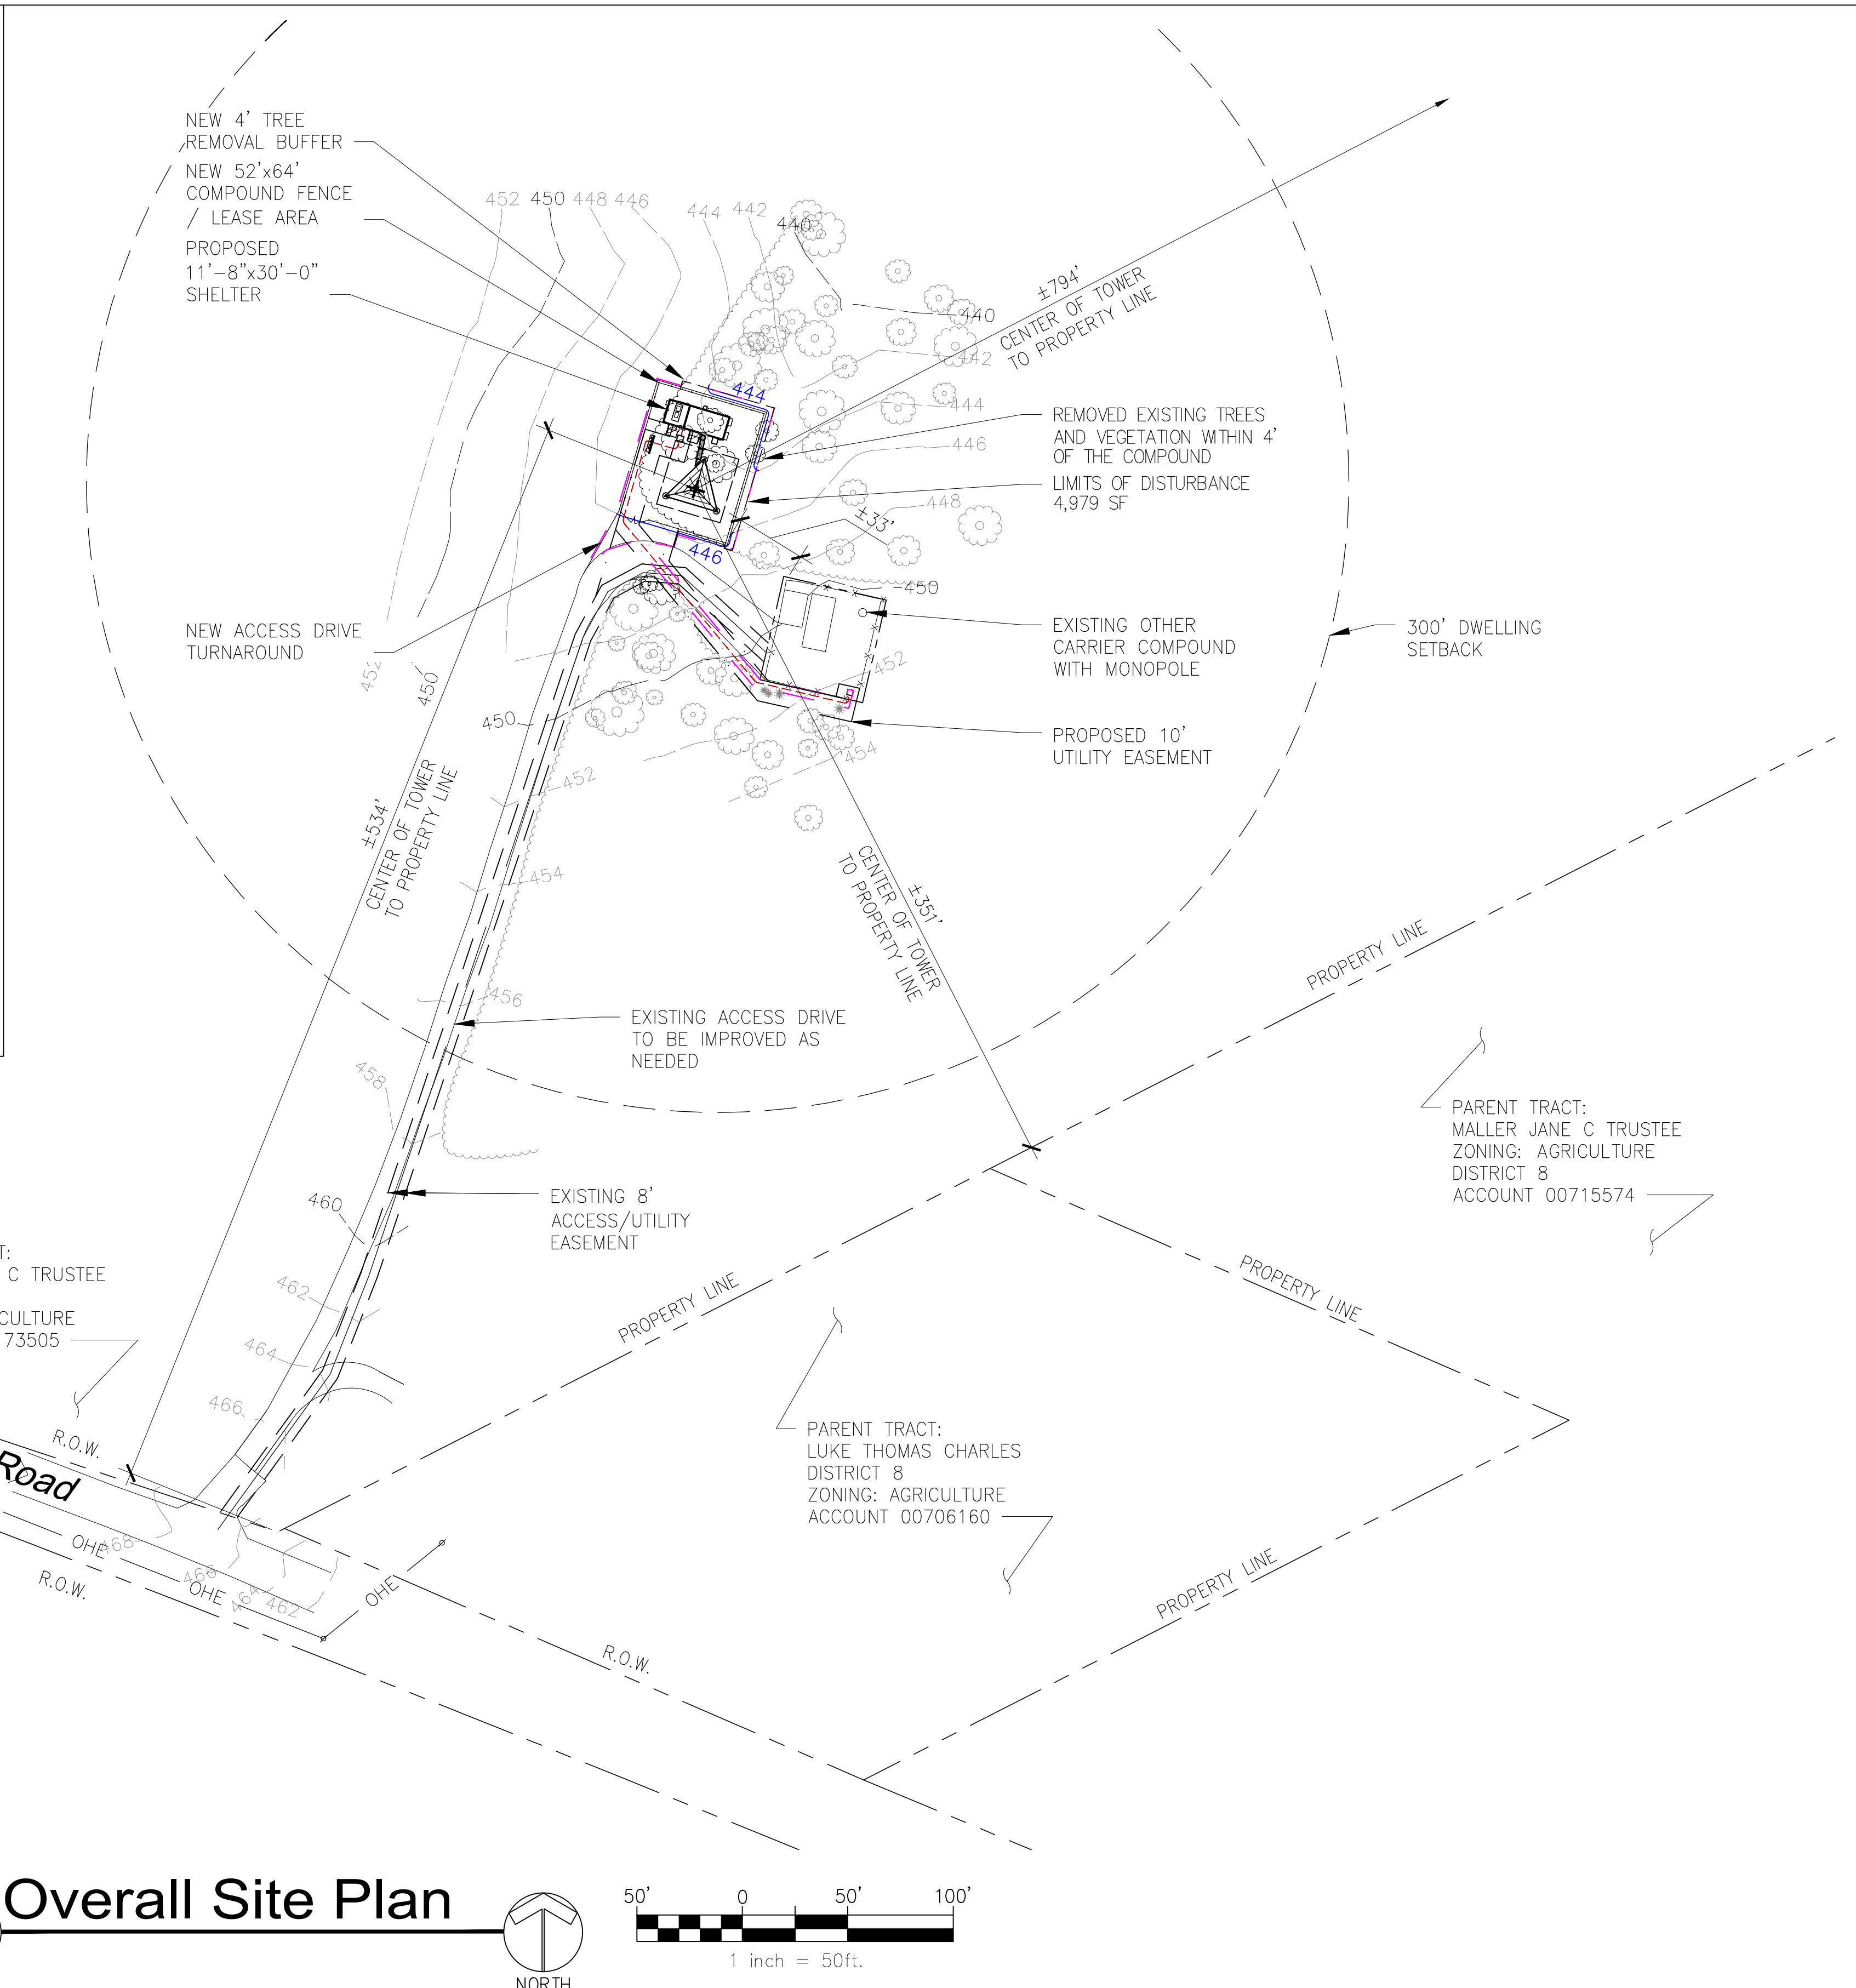 NEW 4' TREE
REMOVAL BUFFER
NEW 52'x64'
COMPOUND FENCE
/ LEASE AREA
PROPOSED
11'-8"x30'-0"
SHELTER
452
450
448
446
444
442
440
±794'
CENTER OF TOWER
TO PROPERTY LINE
440
442
444
446
448
444
446
REMOVED EXISTING TREES
AND VEGETATION WITHIN 4'
OF THE COMPOUND
LIMITS OF DISTURBANCE
4,979 SF
±33'
-450
NEW ACCESS DRIVE
TURNAROUND
452
450
EXISTING OTHER
CARRIER COMPOUND
WITH MONOPOLE
300' DWELLING
SETBACK
452
450
PROPOSED 10'
UTILITY EASEMENT
454
452
±534'
CENTER OF TOWER
TO PROPERTY LINE
454
±351'
CENTER OF TOWER
TO PROPERTY LINE
PROPERTY LINE
456
EXISTING ACCESS DRIVE
TO BE IMPROVED AS
NEEDED
458
PARENT TRACT:
MALLER JANE C TRUSTEE
ZONING: AGRICULTURE
DISTRICT 8
ACCOUNT 00715574
460
EXISTING 8'
ACCESS/UTILITY
EASEMENT
T:
C TRUSTEE
CULTURE
73505
462
464
466
PROPERTY LINE
PROPERTY LINE
PARENT TRACT:
LUKE THOMAS CHARLES
DISTRICT 8
ZONING: AGRICULTURE
ACCOUNT 00706160
R.O.W.
Road
OHE
468
R.O.W.
466
OHE
464
462
OHE
PROPERTY LINE
R.O.W.
Overall Site Plan
NORTH
50'
0
50'
100'
1 inch = 50ft.